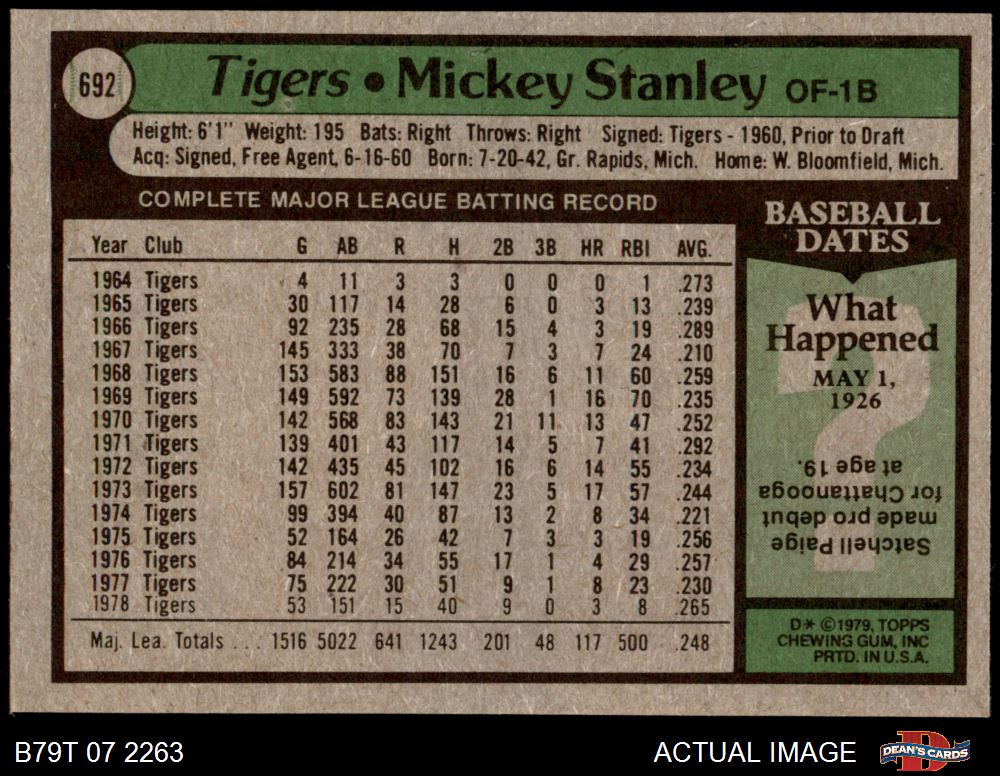 692
Tigers • Mickey Stanley OF-1B
Height: 6'1" Weight: 195 Bats: Right Throws: Right Signed: Tigers - 1960, Prior to Draft
Acq: Signed, Free Agent, 6-16-60 Born: 7-20-42, Gr. Rapids, Mich. Home: W. Bloomfield, Mich.
COMPLETE MAJOR LEAGUE BATTING RECORD
Year Club G AB R H 2B 3B HR RBI AVG.
1964 Tigers 4 11 3 3 0 0 0 1 .273
1965 Tigers 30 117 14 28 6 0 3 13 .239
1966 Tigers 92 235 28 68 15 4 3 19 .289
1967 Tigers 145 333 38 70 7 3 7 24 .210
1968 Tigers 153 583 88 151 16 6 11 60 .259
1969 Tigers 149 592 73 139 28 1 16 70 .235
1970 Tigers 142 568 83 143 21 11 13 47 .252
1971 Tigers 139 401 43 117 14 5 7 41 .292
1972 Tigers 142 435 45 102 16 6 14 55 .234
1973 Tigers 157 602 81 147 23 5 17 57 .244
1974 Tigers 99 394 40 87 13 2 8 34 .221
1975 Tigers 52 164 26 42 7 3 3 19 .256
1976 Tigers 84 214 34 55 17 1 4 29 .257
1977 Tigers 75 222 30 51 9 1 8 23 .230
1978 Tigers 53 151 15 40 9 0 3 8 .265
Maj. Lea. Totals . . . 1516 5022 641 1243 201 48 117 500 .248
BASEBALL
DATES
What
Happened
MAY 1,
1926
Satchell Paige
made pro debut
for Chattanooga
at age 19.
D* ©1979, TOPPS
CHEWING GUM, INC
PRTD. IN U.S.A.
B79T 07 2263
ACTUAL IMAGE
DEAN'S CARDS